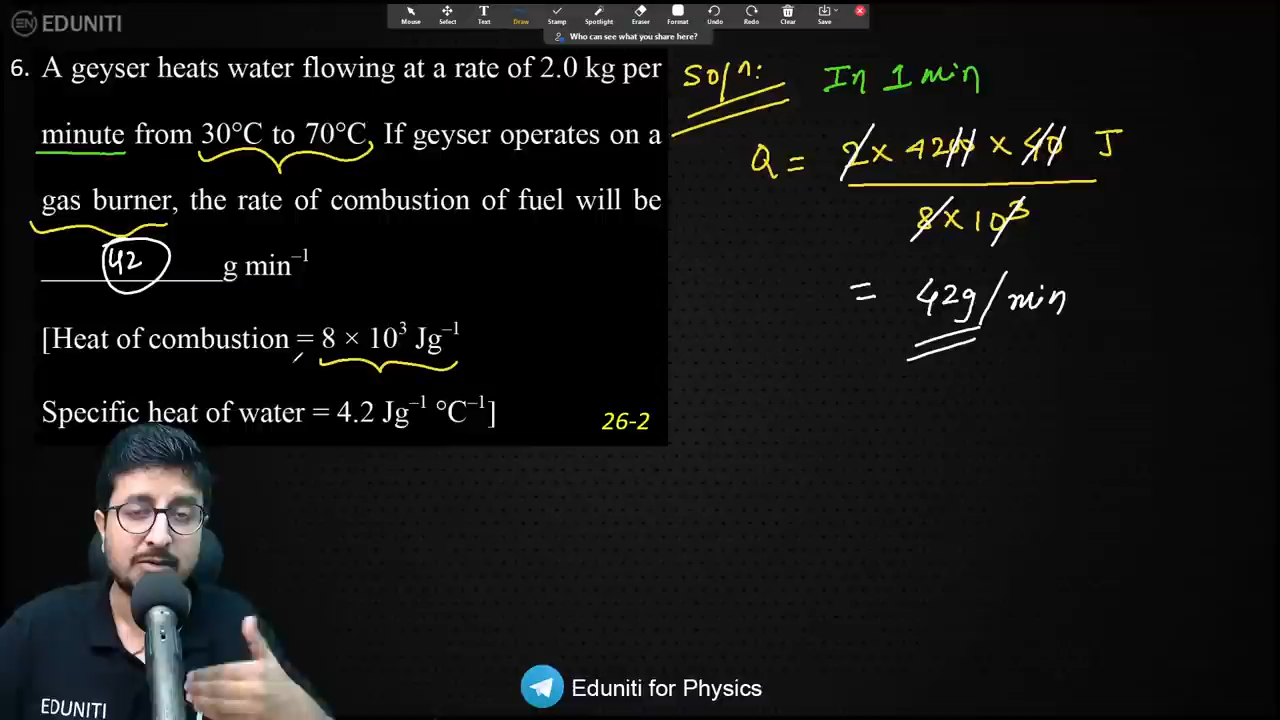 EDUNITI
Mouse Select Text Draw Stamp Spotlight Eraser Format Undo Redo Clear Save
Who can see what you share here?
6. A geyser heats water flowing at a rate of 2.0 kg per
minute from 30°C to 70°C, If geyser operates on a
gas burner, the rate of combustion of fuel will be
42 g min⁻¹
[Heat of combustion = 8 × 10³ Jg⁻¹
Specific heat of water = 4.2 Jg⁻¹ °C⁻¹]
26-2
Soln: In 1 min
Q = 2 × 4200 × 40 J
8 × 10³
= 42g/min
EDUNITI
Eduniti for Physics